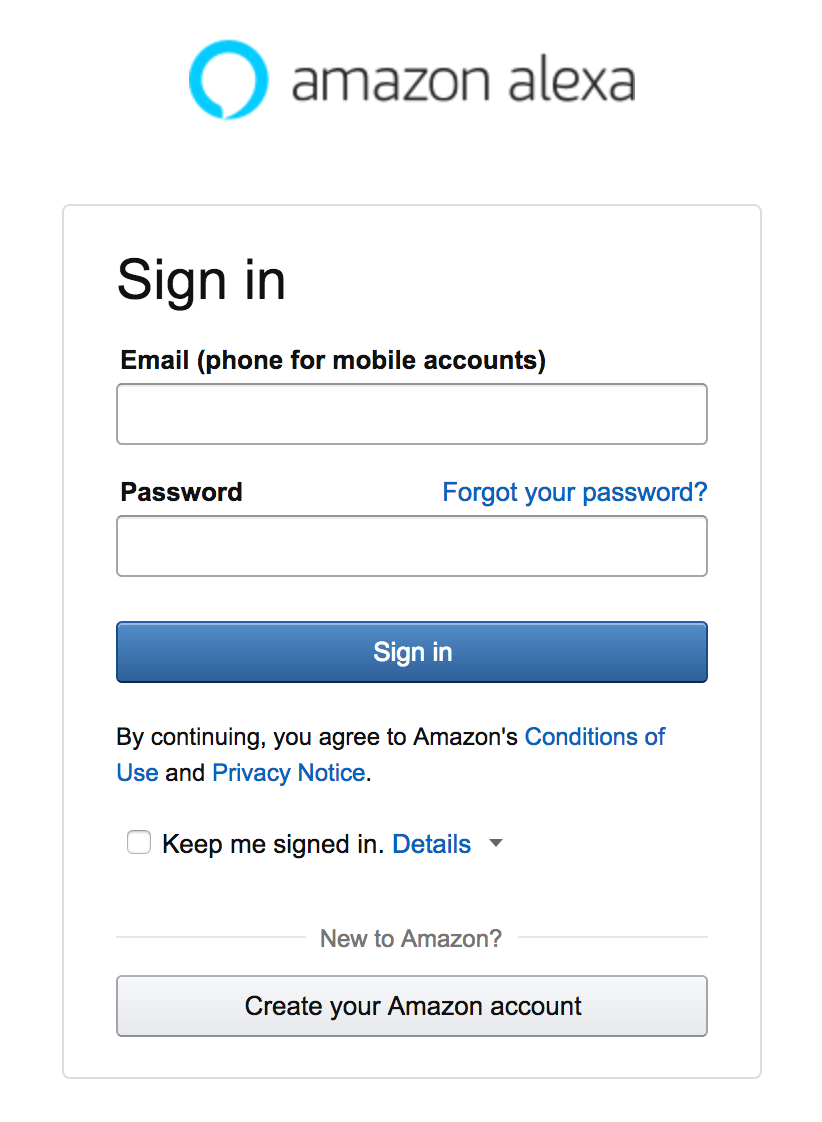 amazon alexa
Sign in
Email (phone for mobile accounts)
Password Forgot your password?
Sign in
By continuing, you agree to Amazon's Conditions of
Use and Privacy Notice.
Keep me signed in. Details
New to Amazon?
Create your Amazon account